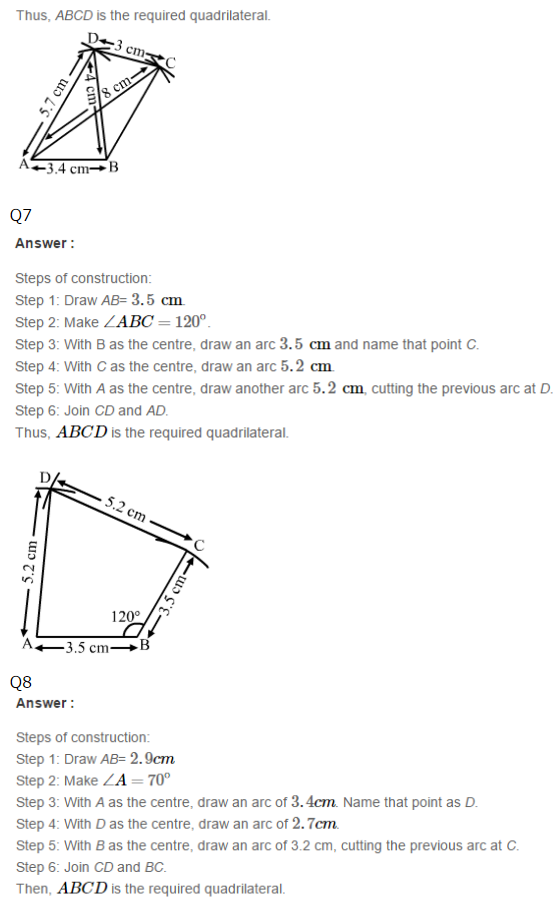 Thus, ABCD is the required quadrilateral.
D
3 cm
C
5.7 cm
4 cm
8 cm
A
3.4 cm
B
Q7
Answer :
Steps of construction:
Step 1: Draw AB= 3.5 cm.
Step 2: Make ∠ABC = 120°.
Step 3: With B as the centre, draw an arc 3.5 cm and name that point C.
Step 4: With C as the centre, draw an arc 5.2 cm.
Step 5: With A as the centre, draw another arc 5.2 cm, cutting the previous arc at D.
Step 6: Join CD and AD.
Thus, ABCD is the required quadrilateral.
D
5.2 cm
C
5.2 cm
3.5 cm
120°
A
3.5 cm
B
Q8
Answer :
Steps of construction:
Step 1: Draw AB= 2.9cm
Step 2: Make ∠A = 70°
Step 3: With A as the centre, draw an arc of 3.4cm. Name that point as D.
Step 4: With D as the centre, draw an arc of 2.7cm.
Step 5: With B as the centre, draw an arc of 3.2 cm, cutting the previous arc at C.
Step 6: Join CD and BC.
Then, ABCD is the required quadrilateral.